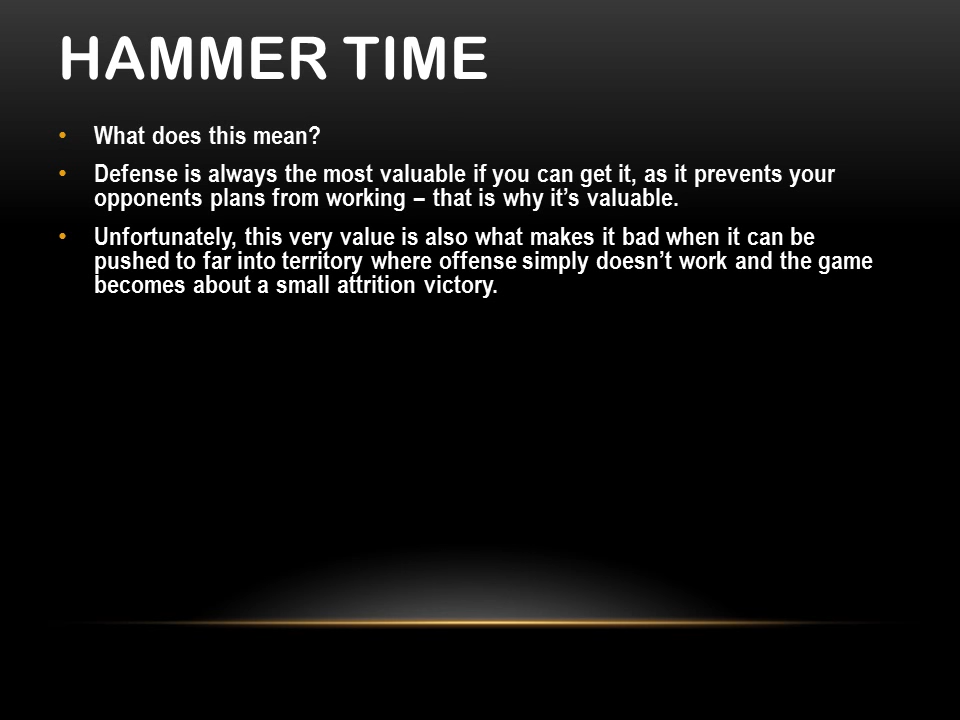 HAMMER TIME
• What does this mean?
• Defense is always the most valuable if you can get it, as it prevents your
opponents plans from working – that is why it’s valuable.
• Unfortunately, this very value is also what makes it bad when it can be
pushed to far into territory where offense simply doesn’t work and the game
becomes about a small attrition victory.